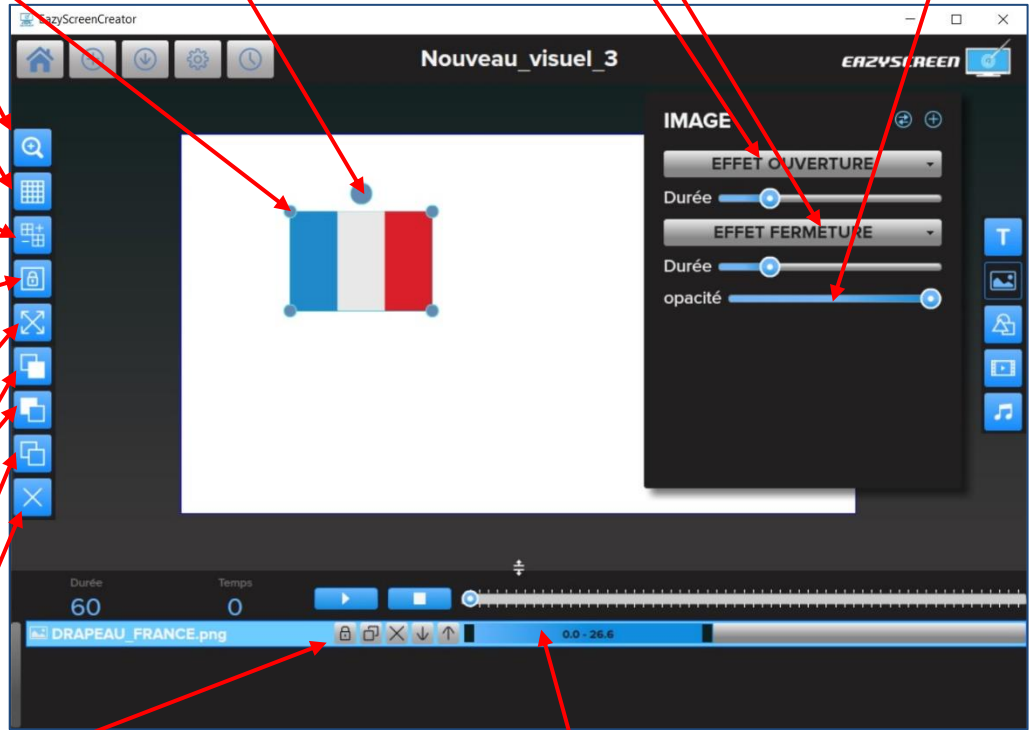 EazyScreenCreator
Nouveau_visuel_3
EAZYSCREEN
IMAGE
EFFET OUVERTURE
Durée
EFFET FERMETURE
Durée
opacité
T
Durée
Temps
60
0
DRAPEAU_FRANCE.png
0.0 - 26.6